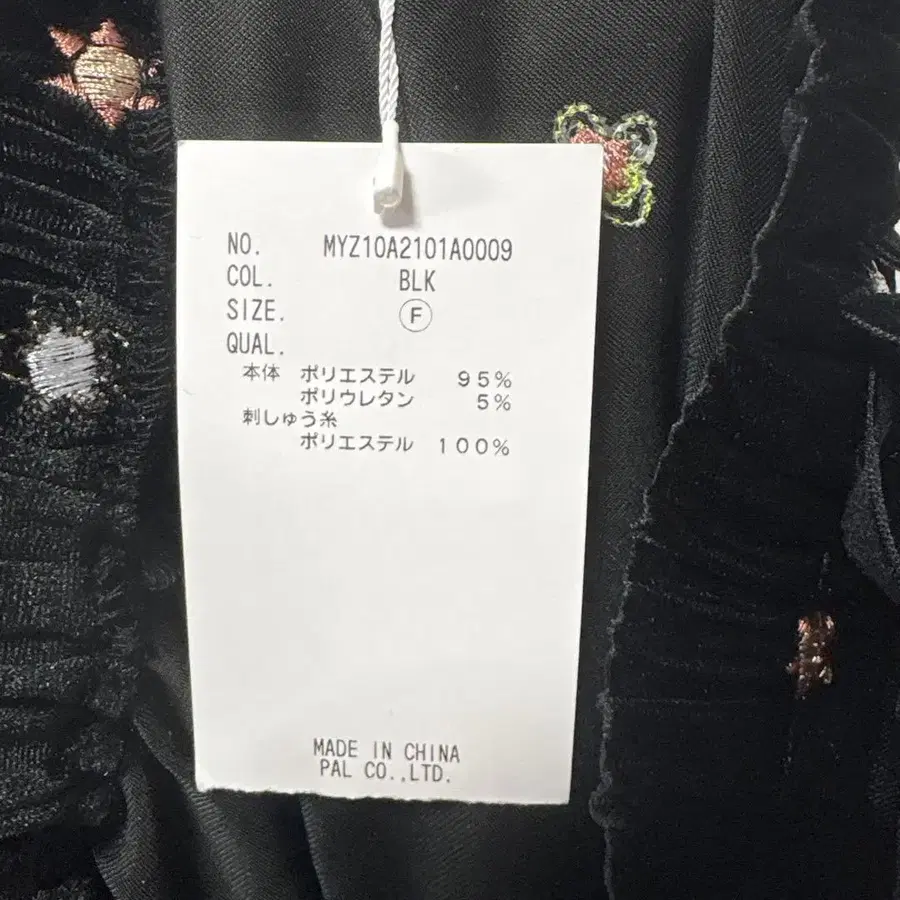 NO. MYZ10A2101A0009
COL. BLK
SIZE. F
QUAL.
本体 ポリエステル 95%
ポリウレタン 5%
刺しゅう糸
ポリエステル 100%
MADE IN CHINA
PAL CO.,LTD.